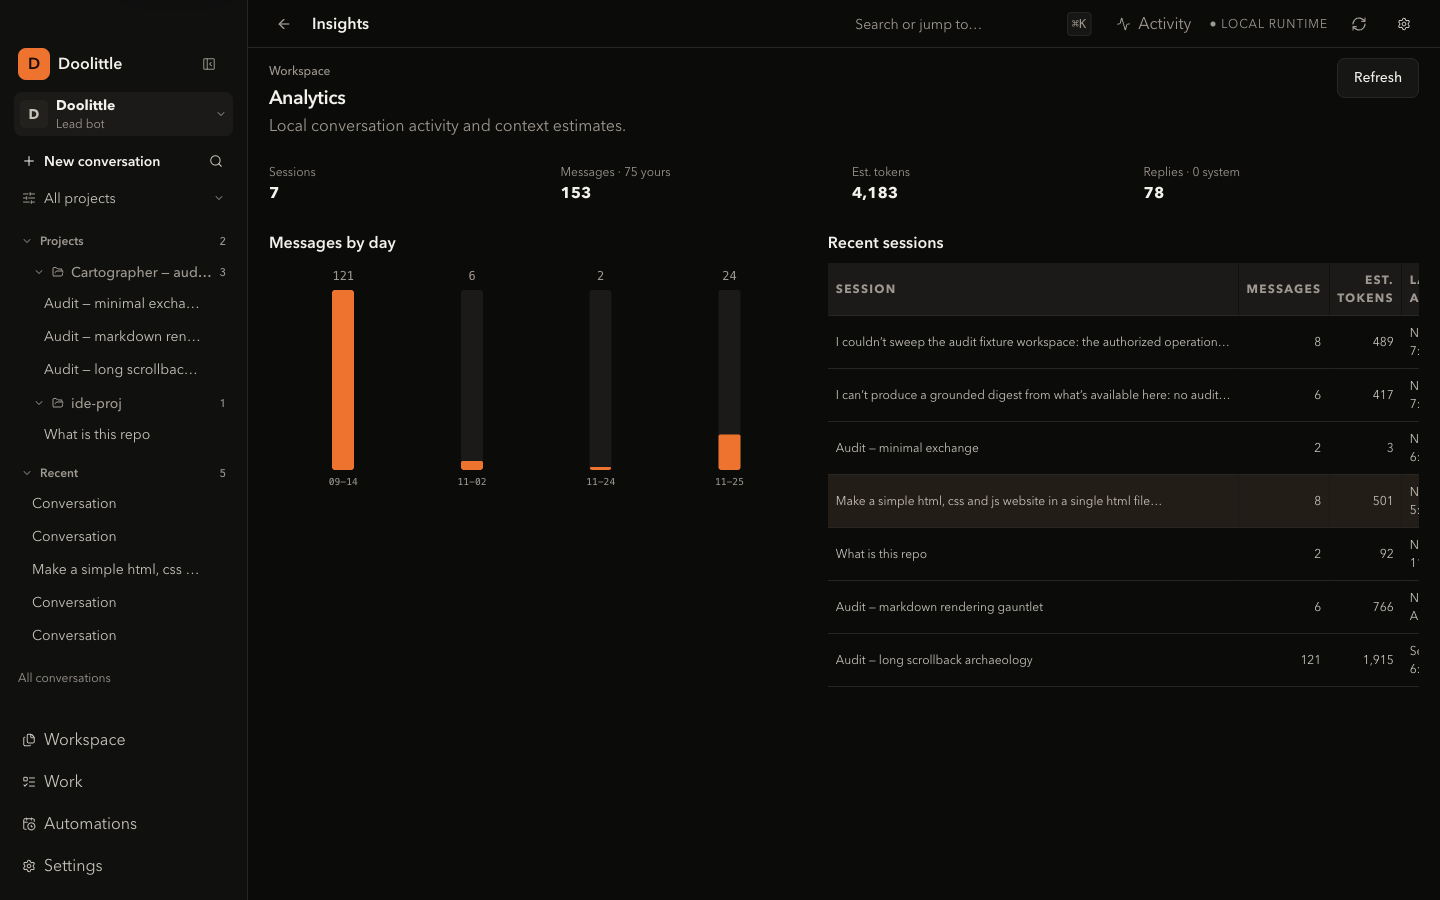 Insights
Search or jump to…
⌘K
Activity
LOCAL RUNTIME
D
Doolittle
D
Doolittle
Lead bot
New conversation
All projects
Projects 2
Cartographer – aud… 3
Audit – minimal excha…
Audit – markdown ren…
Audit – long scrollbac…
ide-proj 1
What is this repo
Recent 5
Conversation
Conversation
Make a simple html, css …
Conversation
Conversation
All conversations
Workspace
Work
Automations
Settings
Workspace
Analytics
Local conversation activity and context estimates.
Refresh
Sessions
7
Messages · 75 yours
153
Est. tokens
4,183
Replies · 0 system
78
Messages by day
121 6 2 24
09–14 11–02 11–24 11–25
Recent sessions
SESSION MESSAGES EST. TOKENS
I couldn't sweep the audit fixture workspace: the authorized operation… 8 489
I can't produce a grounded digest from what's available here: no audit… 6 417
Audit – minimal exchange 2 3
Make a simple html, css and js website in a single html file… 8 501
What is this repo 2 92
Audit – markdown rendering gauntlet 6 766
Audit – long scrollback archaeology 121 1,915